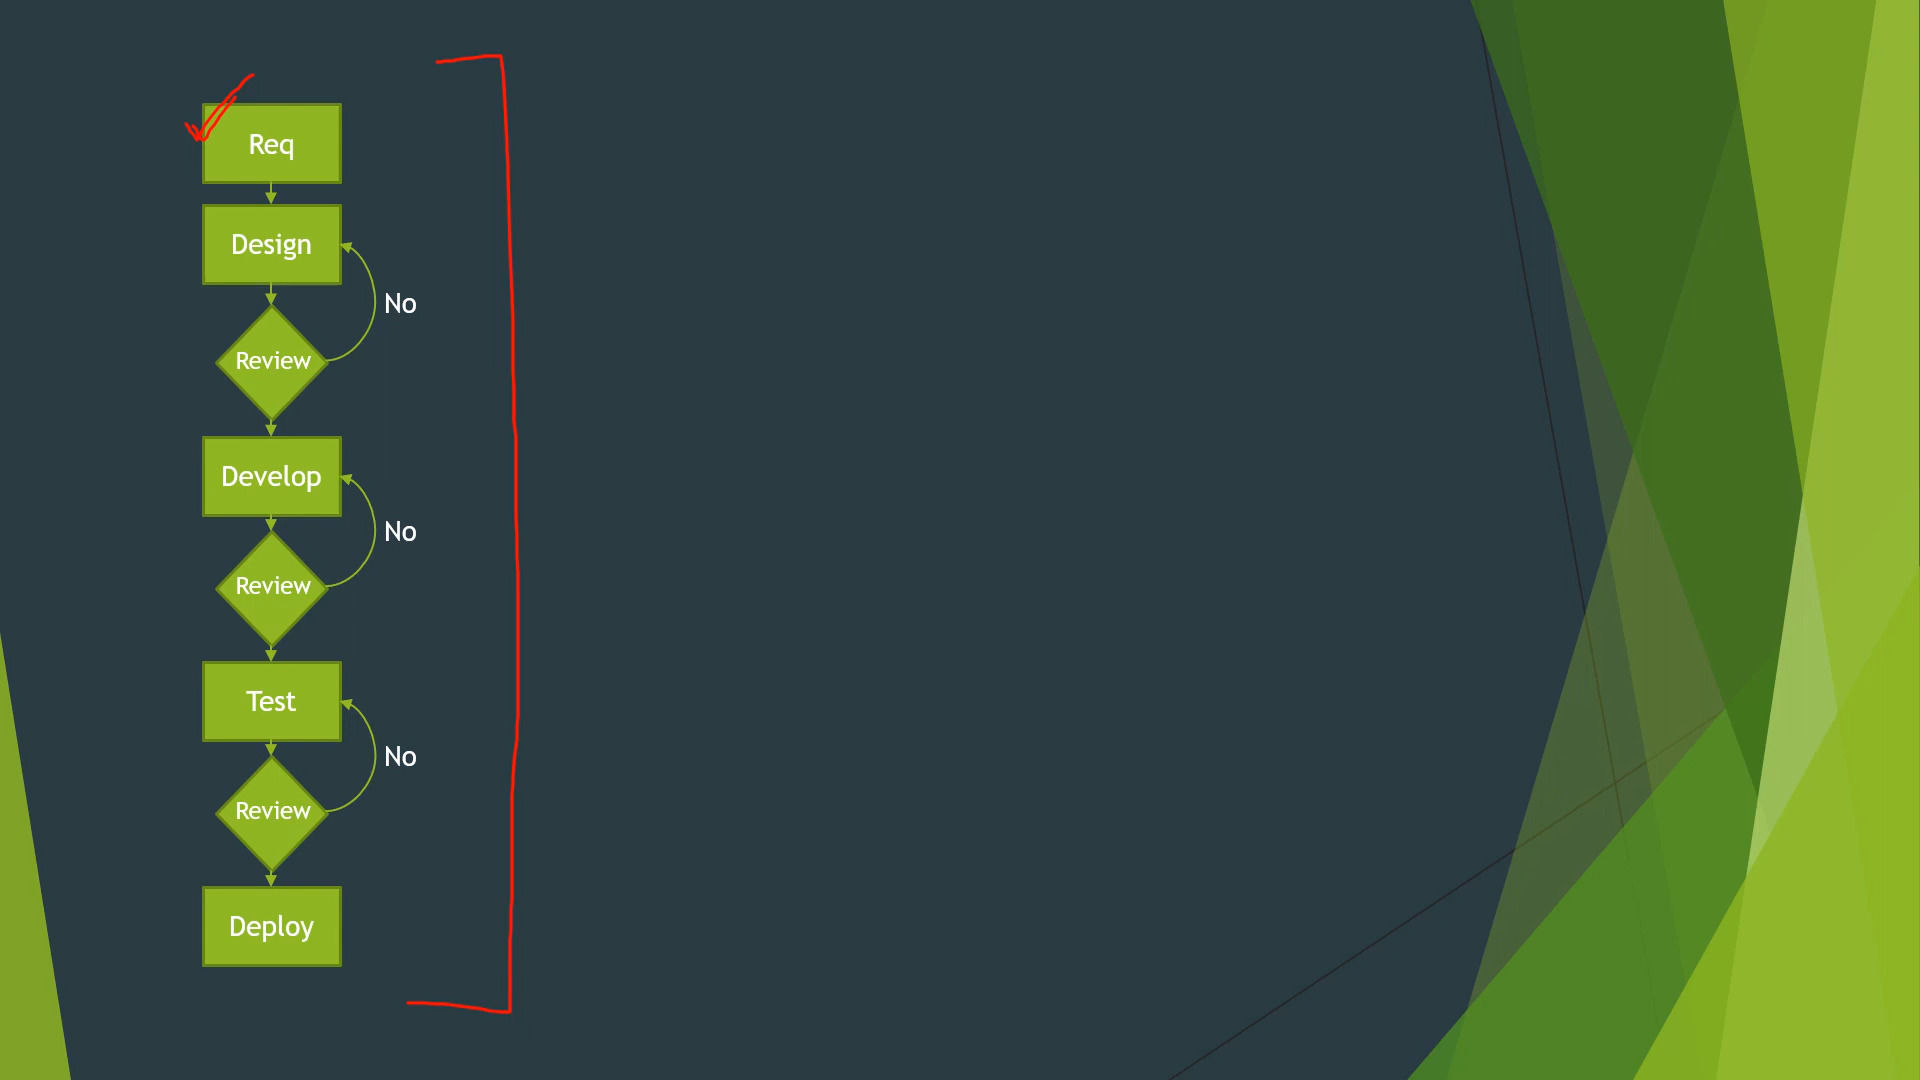 Req
Design
No
Review
Develop
No
Review
Test
No
Review
Deploy